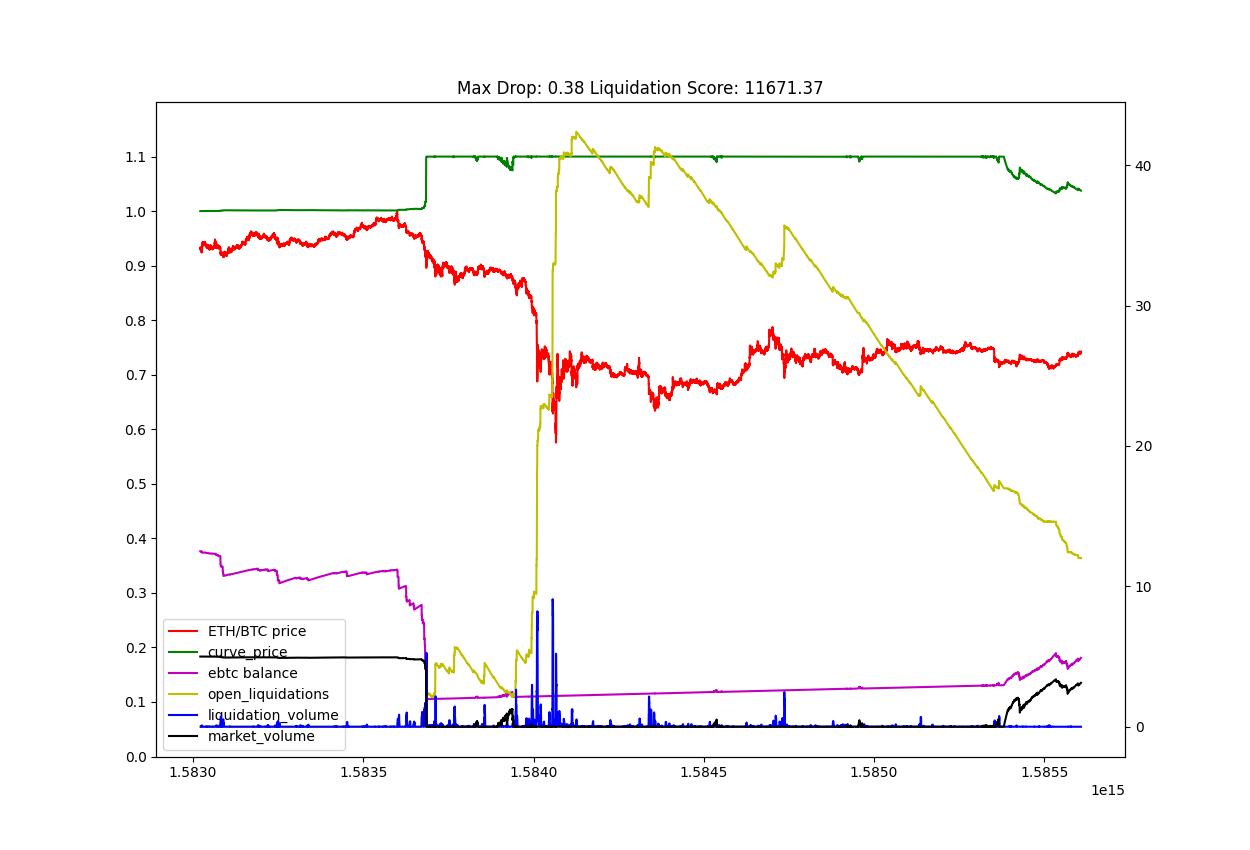 Max Drop: 0.38 Liquidation Score: 11671.37
1.1
1.0
0.9
0.8
0.7
0.6
0.5
0.4
0.3
0.2
0.1
0.0
40
30
20
10
0
ETH/BTC price
curve_price
ebtc balance
open_liquidations
liquidation_volume
market_volume
1.5830 1.5835 1.5840 1.5845 1.5850 1.5855
1e15